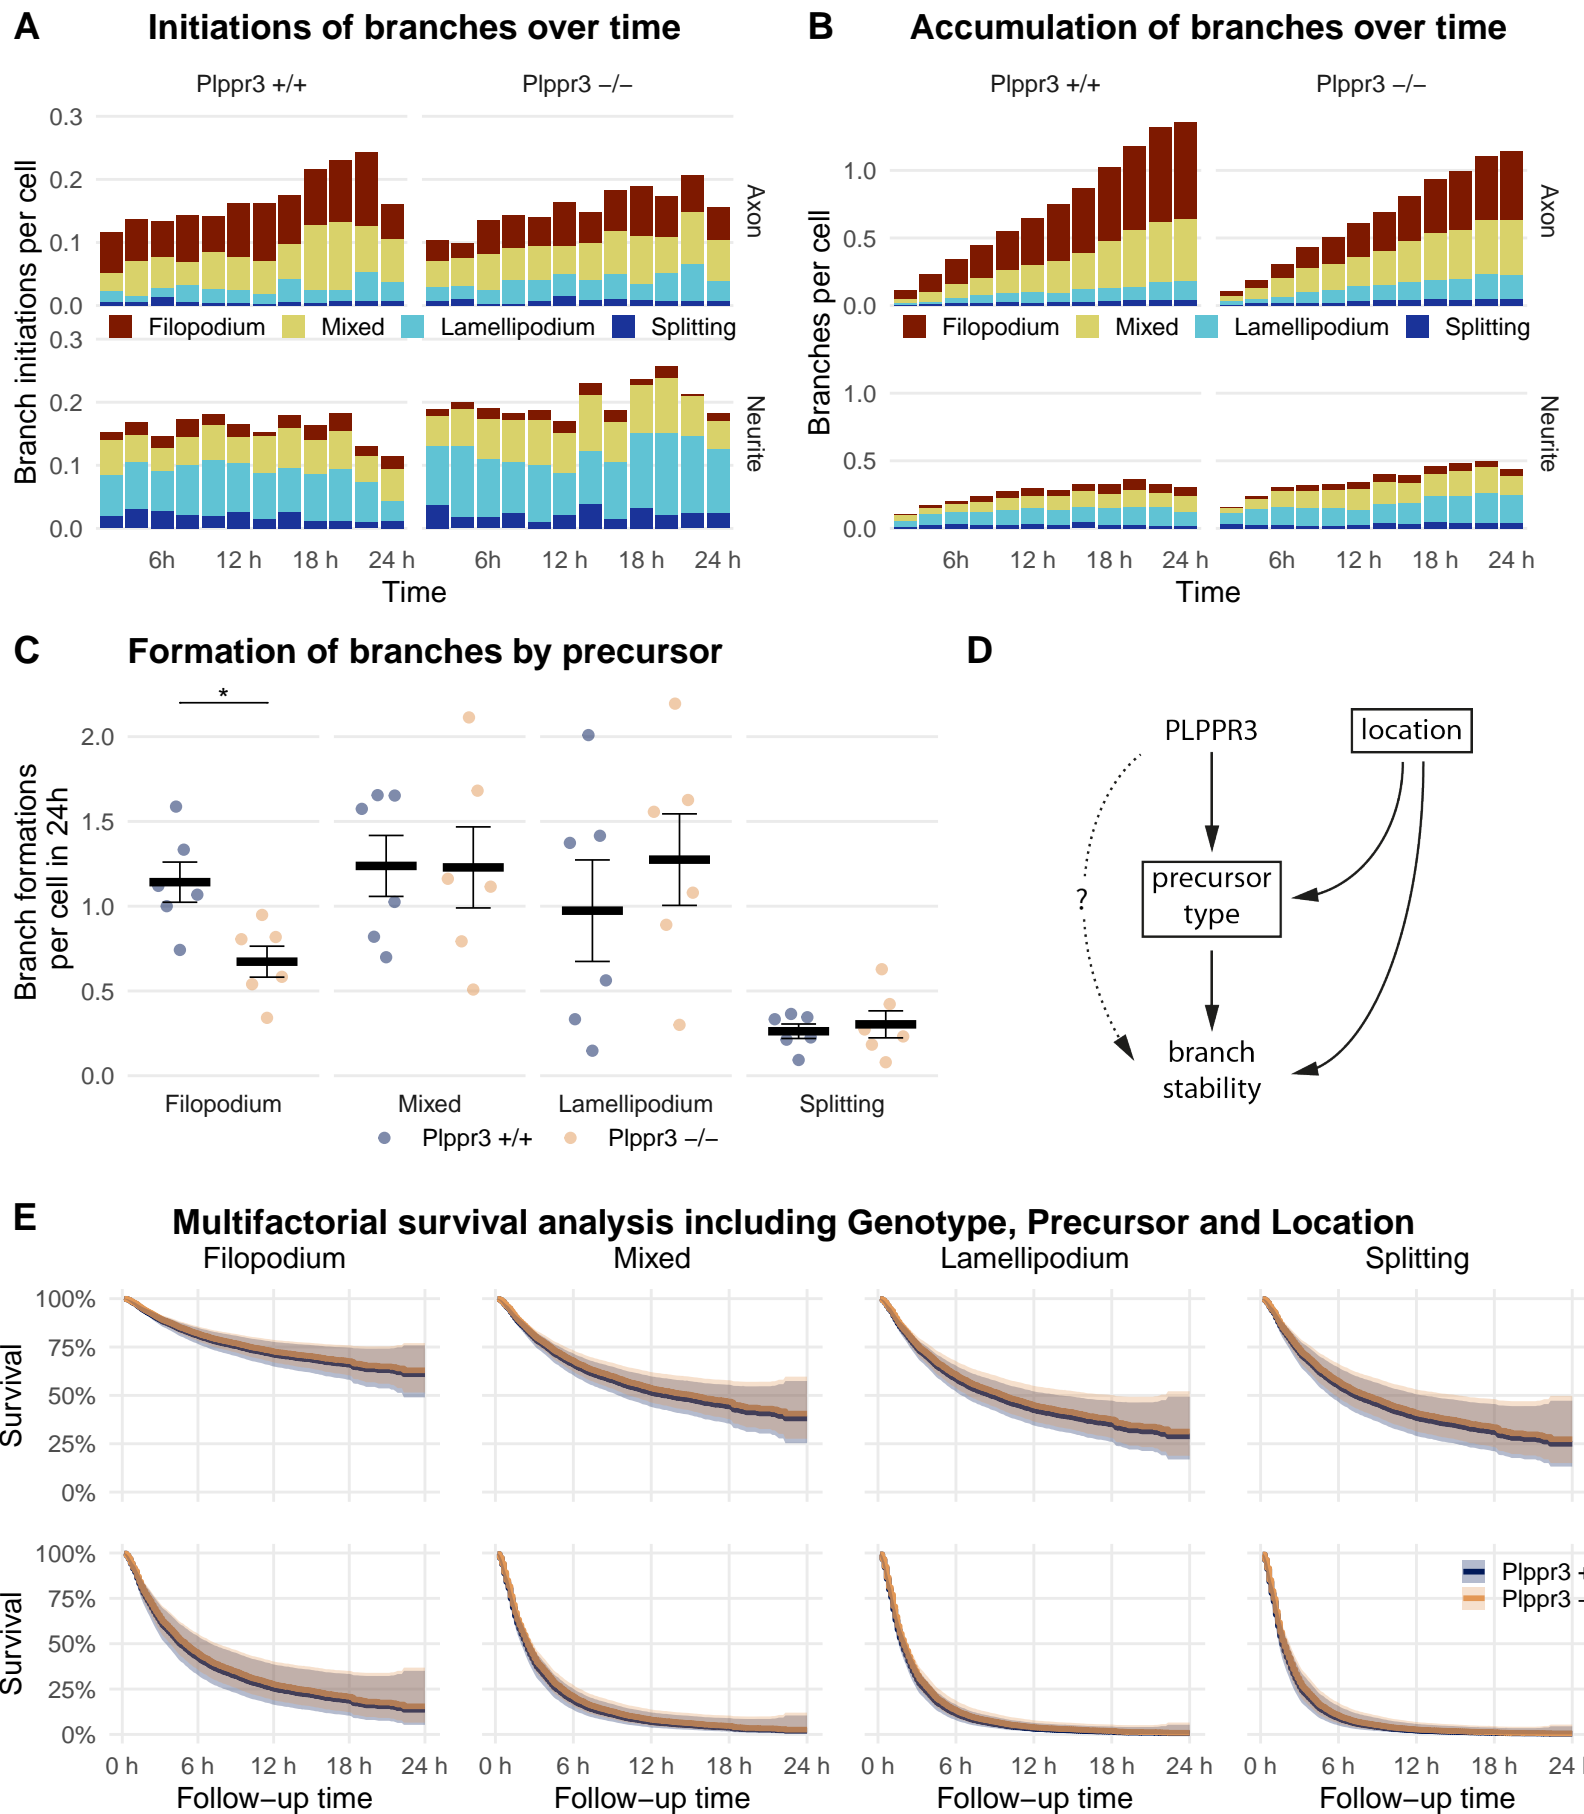 A
Initiations of branches over time
Plppr3 +/+
Plppr3 −/−
Branch initiations per cell
0.3
0.2
0.1
0.0
Axon
Filopodium
Mixed
Lamellipodium
Splitting
0.3
0.2
0.1
0.0
Neurite
6h
12 h
18 h
24 h
6h
12 h
18 h
24 h
Time
B
Accumulation of branches over time
Plppr3 +/+
Plppr3 −/−
Branches per cell
1.0
0.5
0.0
Axon
Filopodium
Mixed
Lamellipodium
Splitting
1.0
0.5
0.0
Neurite
6h
12 h
18 h
24 h
6h
12 h
18 h
24 h
Time
C
Formation of branches by precursor
*
Branch formations
per cell in 24h
2.0
1.5
1.0
0.5
0.0
Filopodium
Mixed
Lamellipodium
Splitting
Plppr3 +/+
Plppr3 −/−
D
PLPPR3
location
precursor
type
?
branch
stability
E
Multifactorial survival analysis including Genotype, Precursor and Location
Filopodium
Mixed
Lamellipodium
Splitting
Survival
100%
75%
50%
25%
0%
Survival
100%
75%
50%
25%
0%
Plppr3 +
Plppr3 −
0 h
6 h
12 h
18 h
24 h
0 h
6 h
12 h
18 h
24 h
0 h
6 h
12 h
18 h
24 h
0 h
6 h
12 h
18 h
24 h
Follow−up time
Follow−up time
Follow−up time
Follow−up time